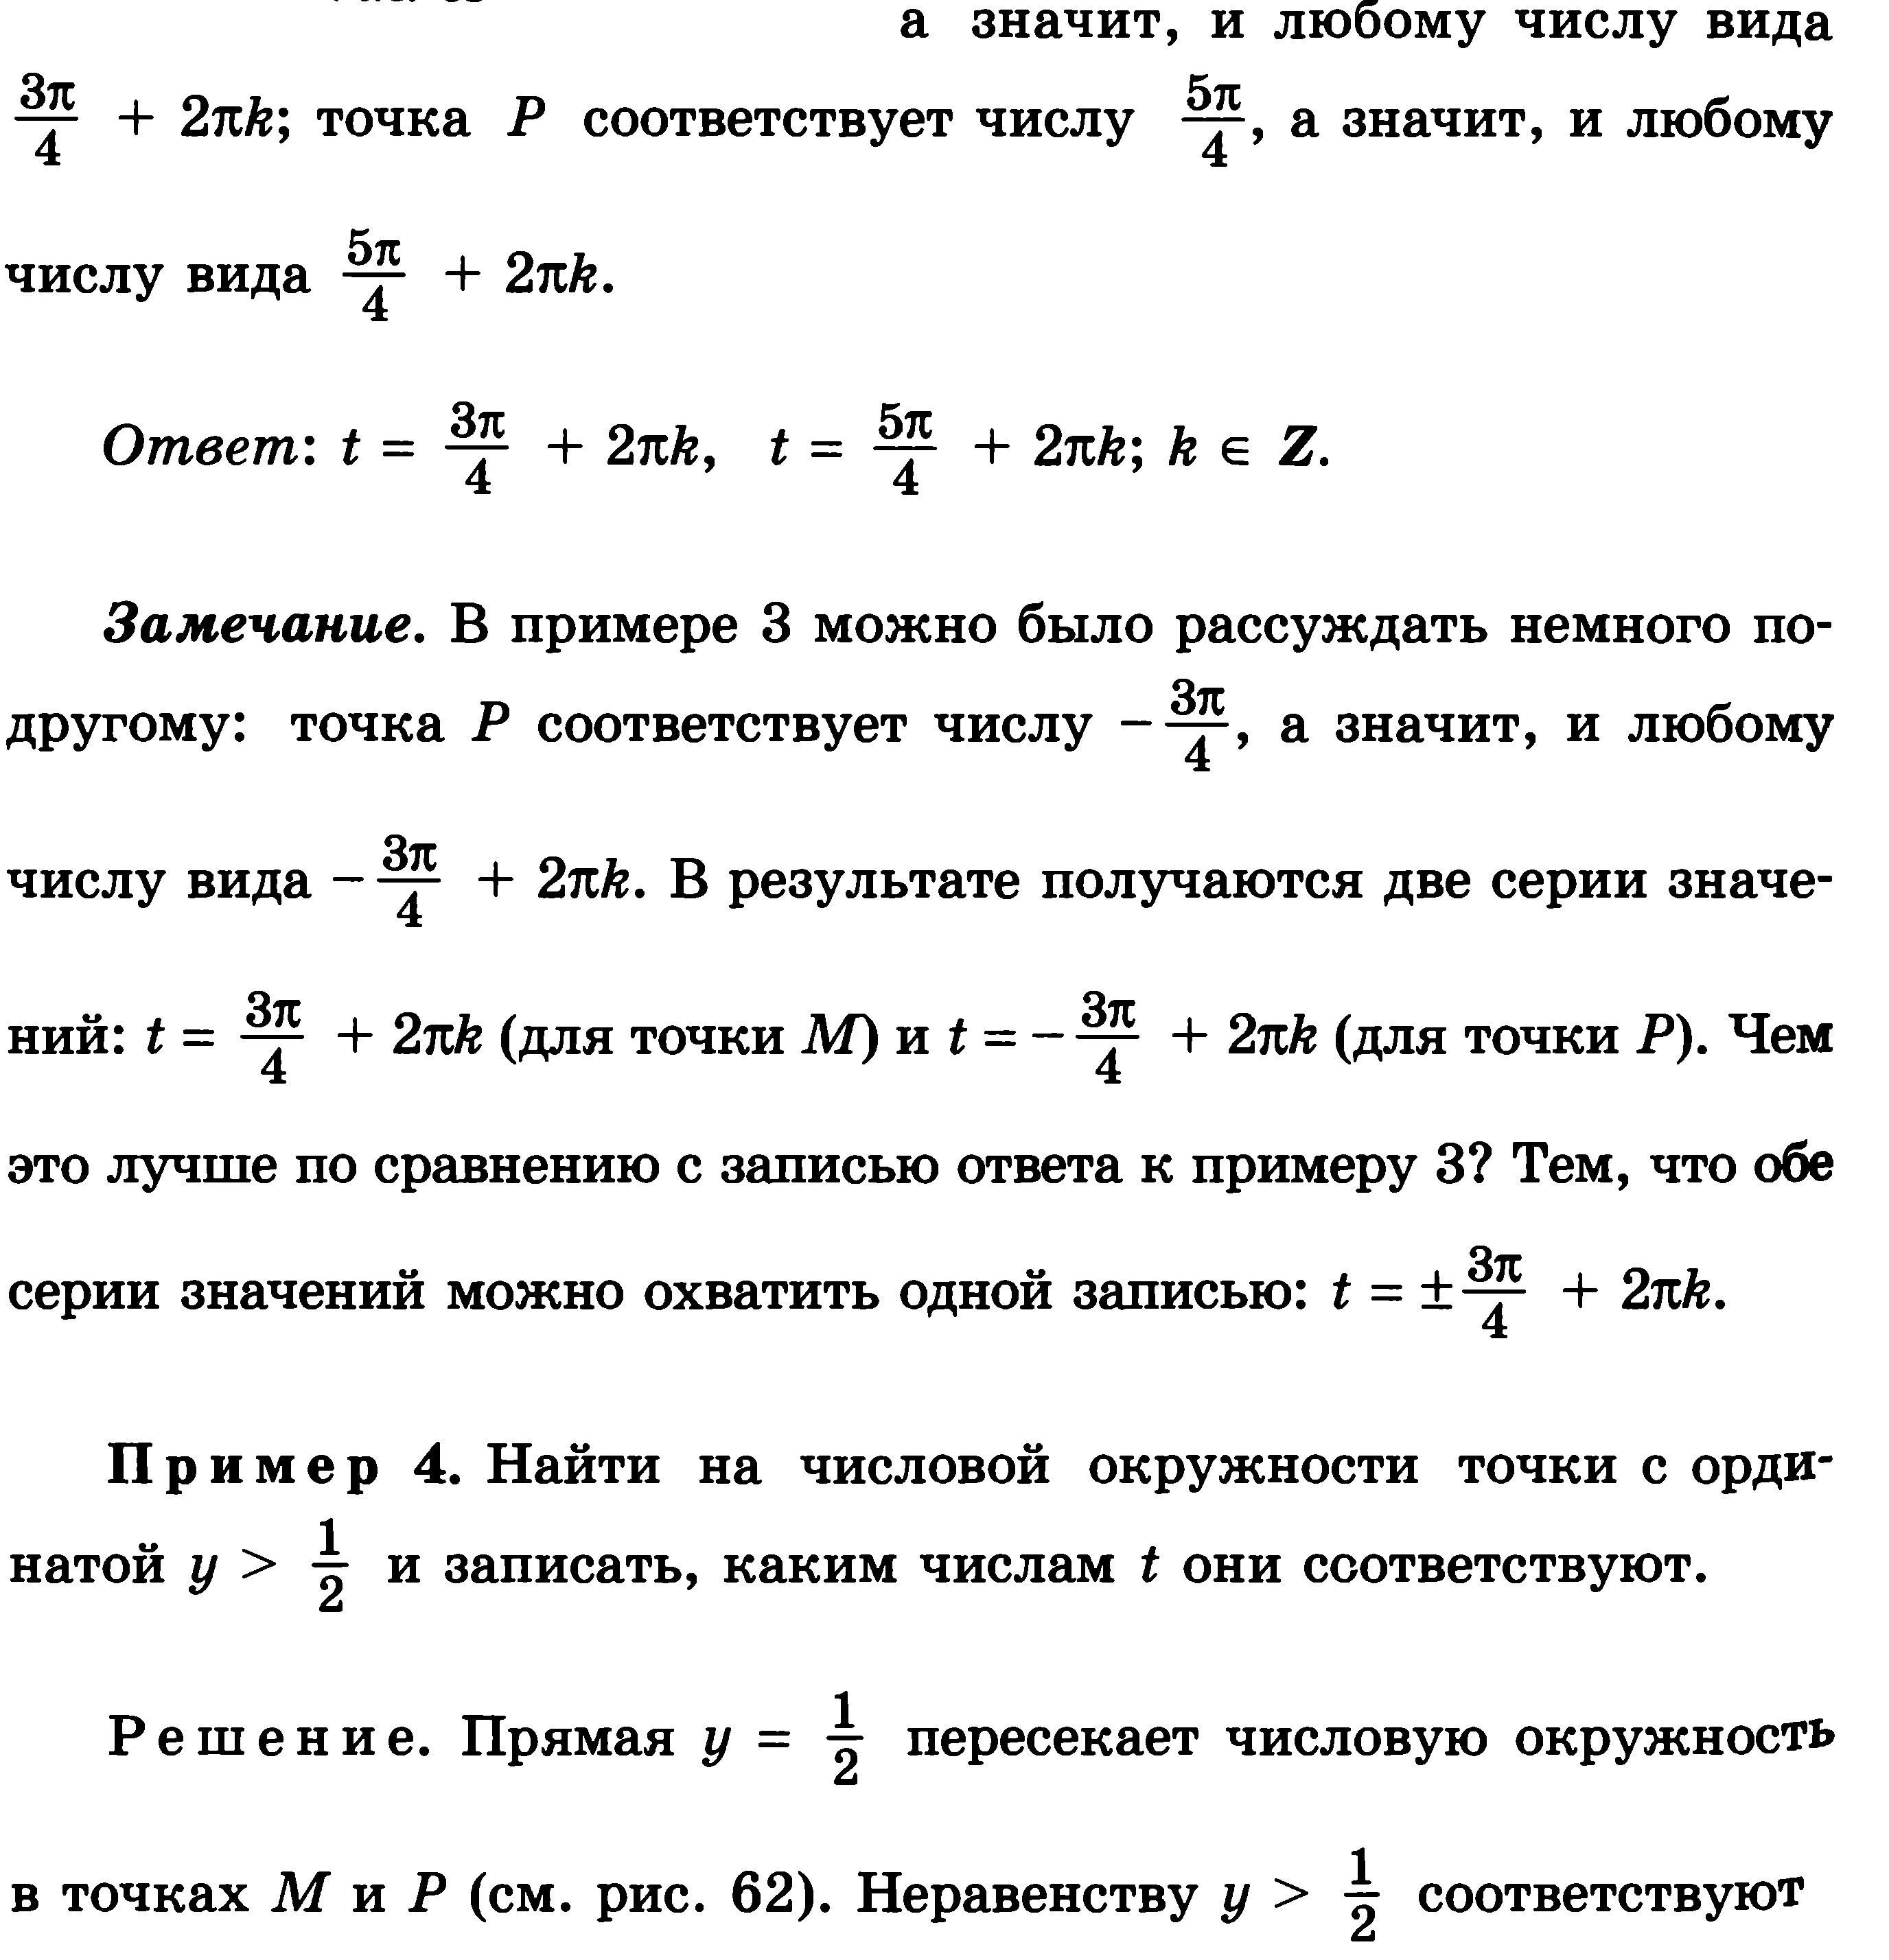 а значит, и любому числу вида
3π/4 + 2πk; точка P соответствует числу 5π/4, а значит, и любому
числу вида 5π/4 + 2πk.
Ответ: t = 3π/4 + 2πk, t = 5π/4 + 2πk; k ∈ Z.
Замечание. В примере 3 можно было рассуждать немного по-
другому: точка P соответствует числу −3π/4, а значит, и любому
числу вида −3π/4 + 2πk. В результате получаются две серии значе-
ний: t = 3π/4 + 2πk (для точки M) и t = −3π/4 + 2πk (для точки P). Чем
это лучше по сравнению с записью ответа к примеру 3? Тем, что обе
серии значений можно охватить одной записью: t = ±3π/4 + 2πk.
Пример 4. Найти на числовой окружности точки с орди-
натой y > 1/2 и записать, каким числам t они соответствуют.
Решение. Прямая y = 1/2 пересекает числовую окружность
в точках M и P (см. рис. 62). Неравенству y > 1/2 соответствуют